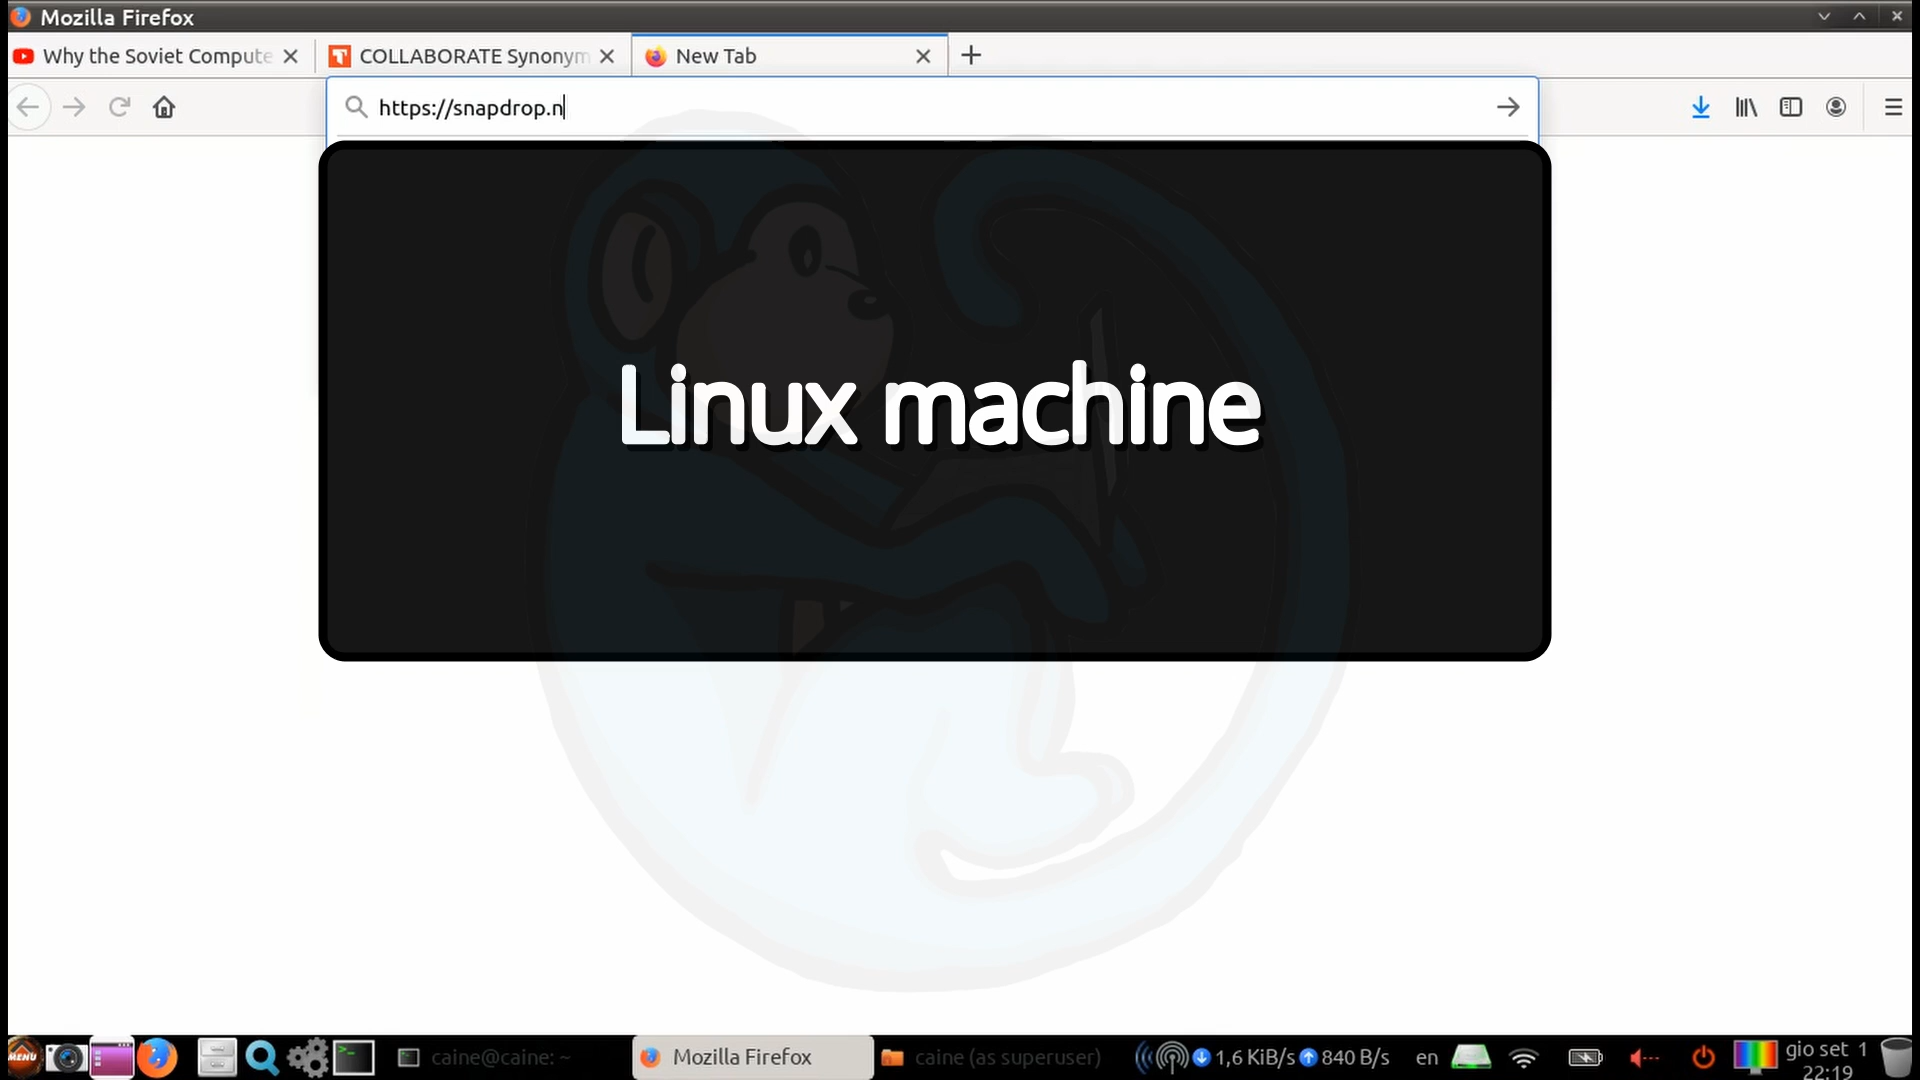 Mozilla Firefox
Why the Soviet Compute
COLLABORATE Synonym
New Tab
https://snapdrop.n
Linux machine
MENU
caine@caine: ~
Mozilla Firefox
caine (as superuser)
1,6 KiB/s
840 B/s
en
gio set 1
22:19